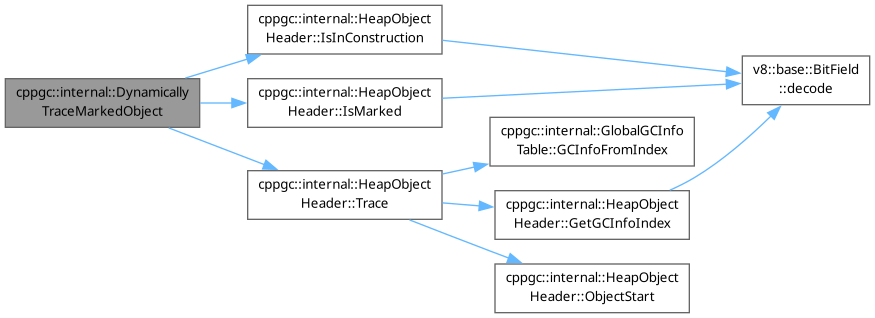 cppgc::internal::Dynamically
TraceMarkedObject
cppgc::internal::HeapObject
Header::IsInConstruction
cppgc::internal::HeapObject
Header::IsMarked
cppgc::internal::HeapObject
Header::Trace
cppgc::internal::GlobalGCInfo
Table::GCInfoFromIndex
cppgc::internal::HeapObject
Header::GetGCInfoIndex
cppgc::internal::HeapObject
Header::ObjectStart
v8::base::BitField
::decode